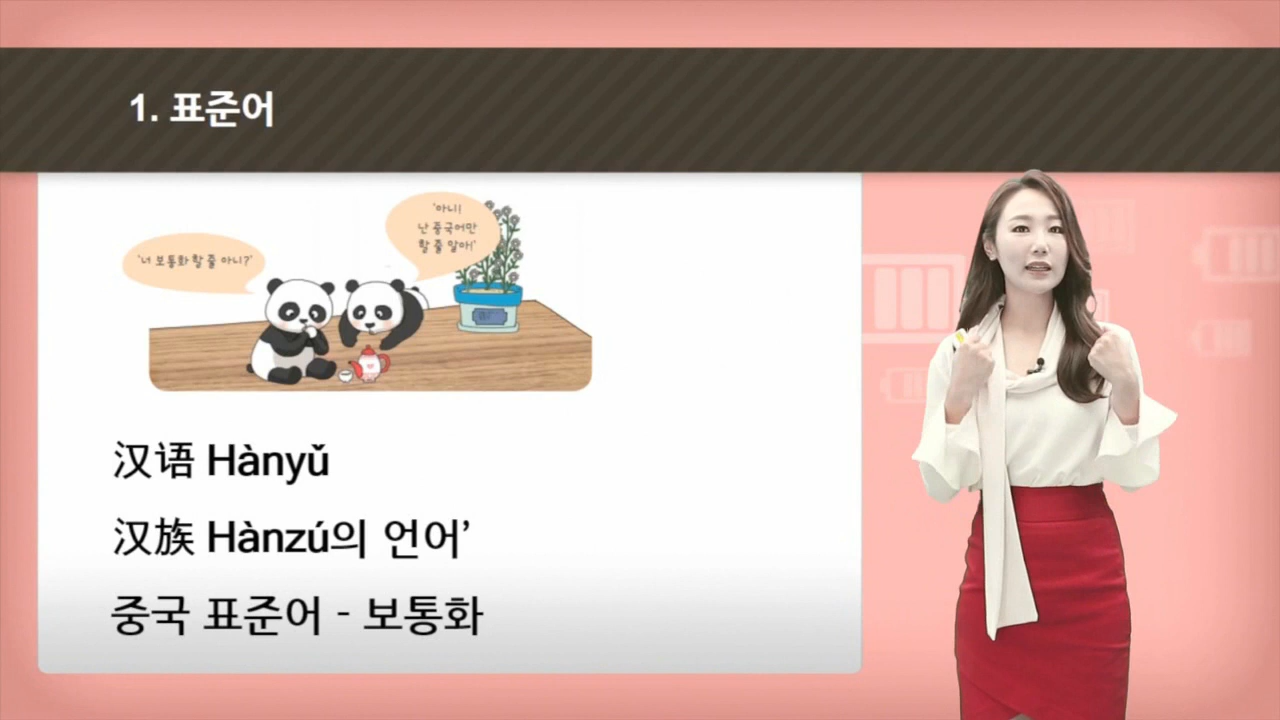 1. 표준어
'너 보통화 할 줄 아니?'
'아니!
난 중국어만
할 줄 알아!'
汉语 Hànyǔ
汉族 Hànzú의 언어’
중국 표준어 - 보통화